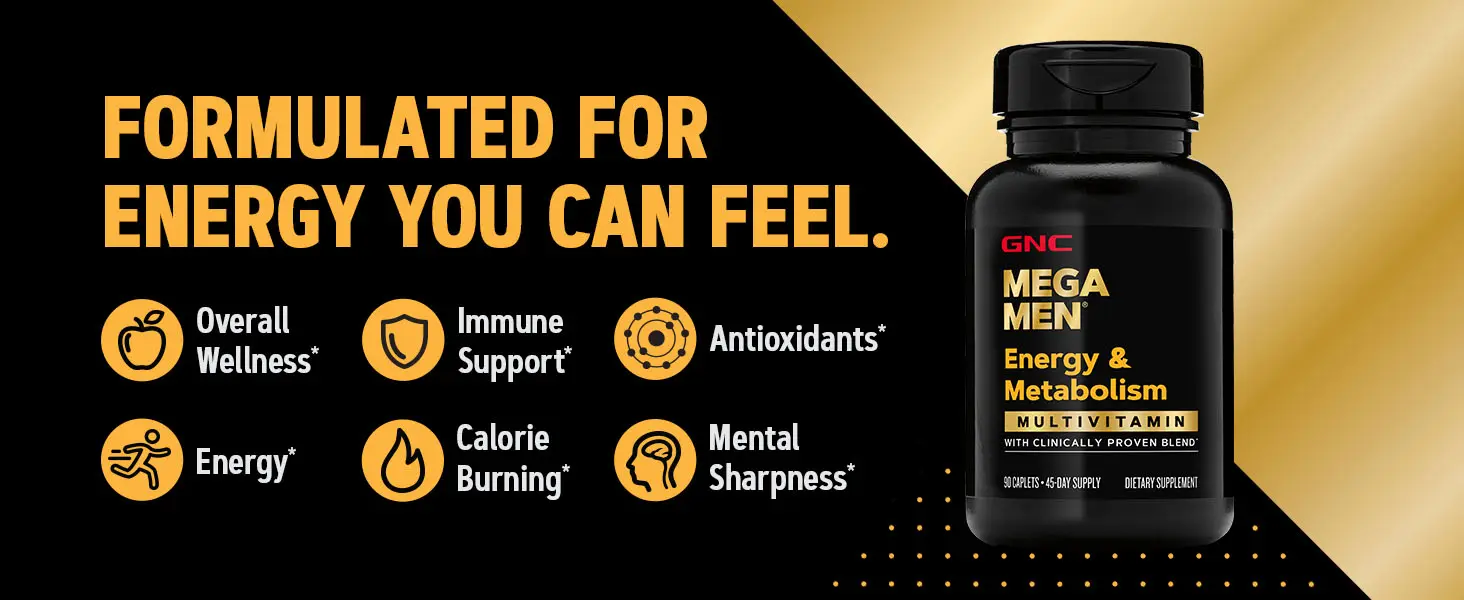 FORMULATED FOR
ENERGY YOU CAN FEEL.
Overall
Wellness*
Immune
Support*
Antioxidants*
Energy*
Calorie
Burning*
Mental
Sharpness*
GNC
MEGA
MEN®
Energy &
Metabolism
MULTIVITAMIN
WITH CLINICALLY PROVEN BLEND
90 CAPLETS • 45-DAY SUPPLY DIETARY SUPPLEMENT